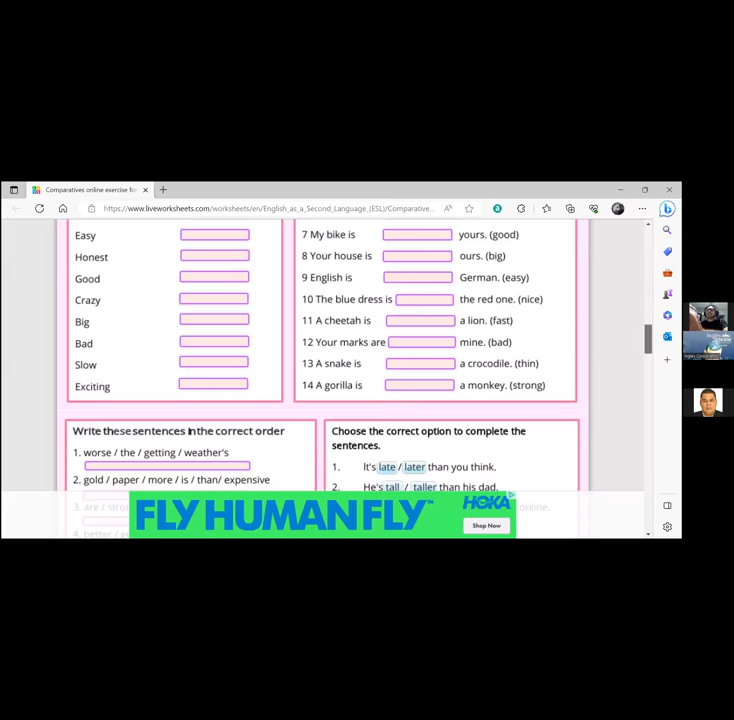 Comparatives online exercise fo
https://www.liveworksheets.com/worksheets/en/English_as_a_Second_Language_(ESL)/Comparative...
Easy
Honest
Good
Crazy
Big
Bad
Slow
Exciting
7 My bike is yours. (good)
8 Your house is ours. (big)
9 English is German. (easy)
10 The blue dress is the red one. (nice)
11 A cheetah is a lion. (fast)
12 Your marks are mine. (bad)
13 A snake is a crocodile. (thin)
14 A gorilla is a monkey. (strong)
Write these sentences in the correct order
1. worse / the / getting / weather's
2. gold / paper / more / is / than/ expensive
3. are /
4. better /
Choose the correct option to complete the
sentences.
1. It's late / later than you think.
2. He's tall / taller than his dad.
online.
FLY HUMAN FLY™
HOKA
Shop Now